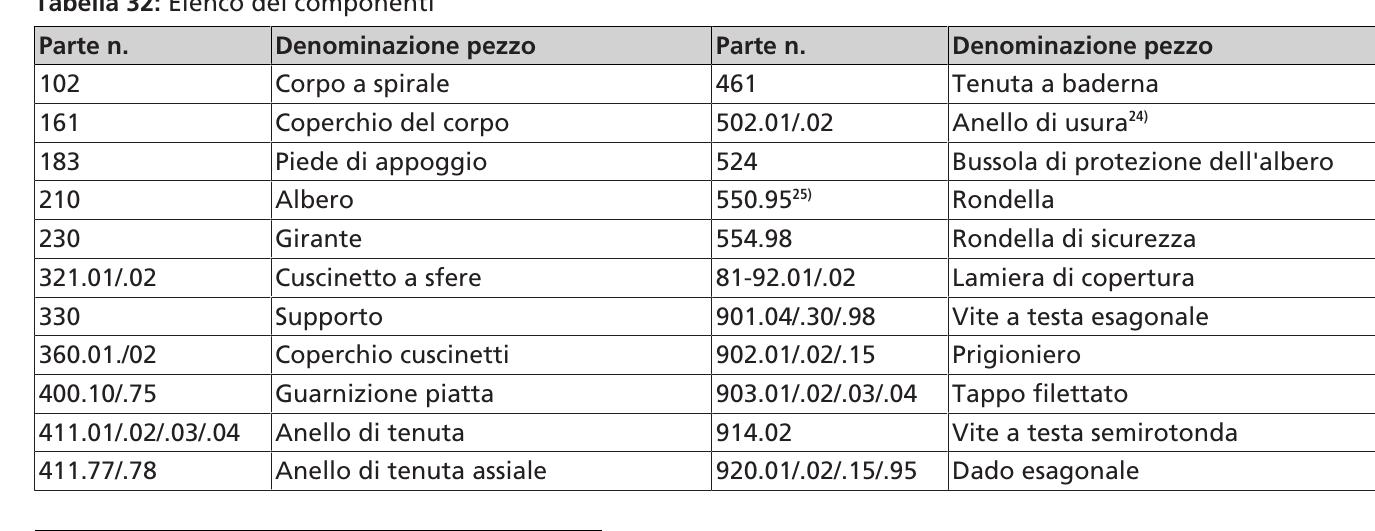 Tabella 32: Elenco dei componenti
Parte n. Denominazione pezzo Parte n. Denominazione pezzo
102 Corpo a spirale 461 Tenuta a baderna
161 Coperchio del corpo 502.01/.02 Anello di usura24)
183 Piede di appoggio 524 Bussola di protezione dell'albero
210 Albero 550.9525) Rondella
230 Girante 554.98 Rondella di sicurezza
321.01/.02 Cuscinetto a sfere 81-92.01/.02 Lamiera di copertura
330 Supporto 901.04/.30/.98 Vite a testa esagonale
360.01./02 Coperchio cuscinetti 902.01/.02/.15 Prigioniero
400.10/.75 Guarnizione piatta 903.01/.02/.03/.04 Tappo filettato
411.01/.02/.03/.04 Anello di tenuta 914.02 Vite a testa semirotonda
411.77/.78 Anello di tenuta assiale 920.01/.02/.15/.95 Dado esagonale